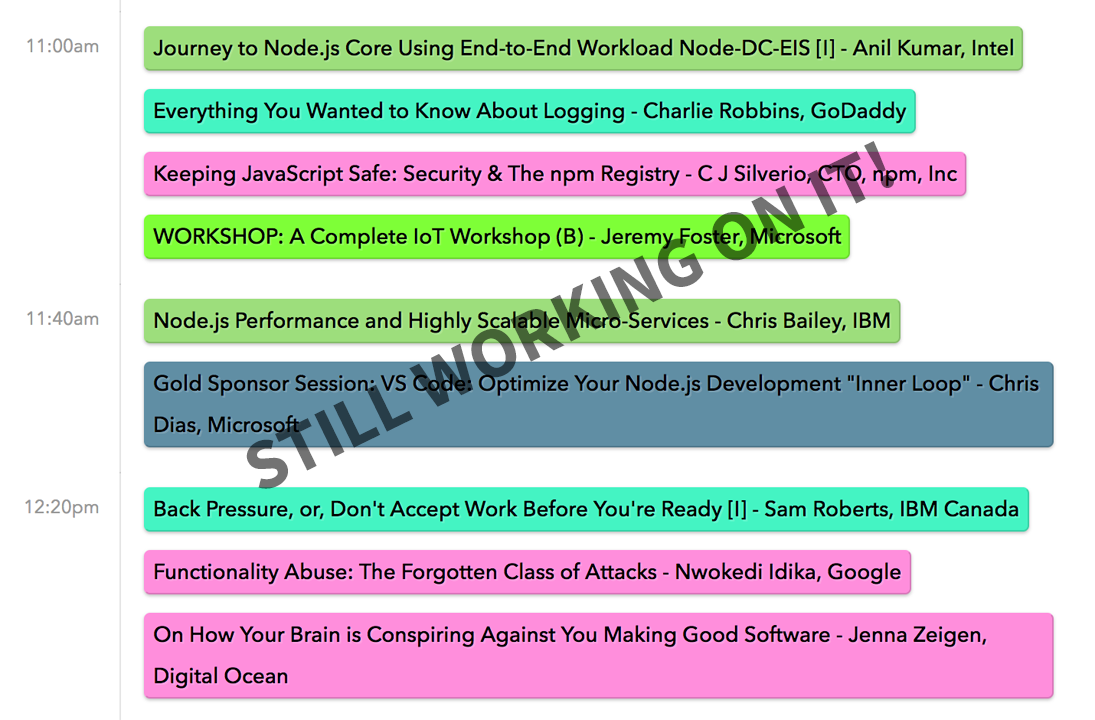 11:00am
Journey to Node.js Core Using End-to-End Workload Node-DC-EIS [I] - Anil Kumar, Intel
Everything You Wanted to Know About Logging - Charlie Robbins, GoDaddy
Keeping JavaScript Safe: Security & The npm Registry - C J Silverio, CTO, npm, Inc
WORKSHOP: A Complete IoT Workshop (B) - Jeremy Foster, Microsoft
11:40am
Node.js Performance and Highly Scalable Micro-Services - Chris Bailey, IBM
Gold Sponsor Session: VS Code: Optimize Your Node.js Development "Inner Loop" - Chris
Dias, Microsoft
12:20pm
Back Pressure, or, Don't Accept Work Before You're Ready [I] - Sam Roberts, IBM Canada
Functionality Abuse: The Forgotten Class of Attacks - Nwokedi Idika, Google
On How Your Brain is Conspiring Against You Making Good Software - Jenna Zeigen,
Digital Ocean
STILL WORKING ON IT!